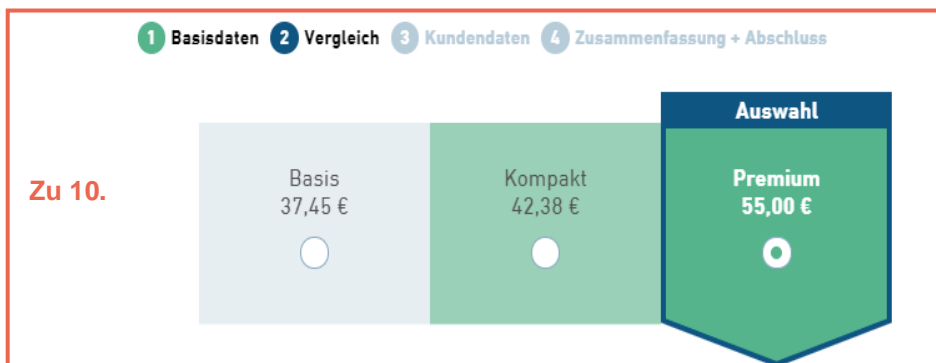 1 Basisdaten 2 Vergleich 3 Kundendaten 4 Zusammenfassung + Abschluss
Auswahl
Zu 10.
Basis
37,45 €
Kompakt
42,38 €
Premium
55,00 €